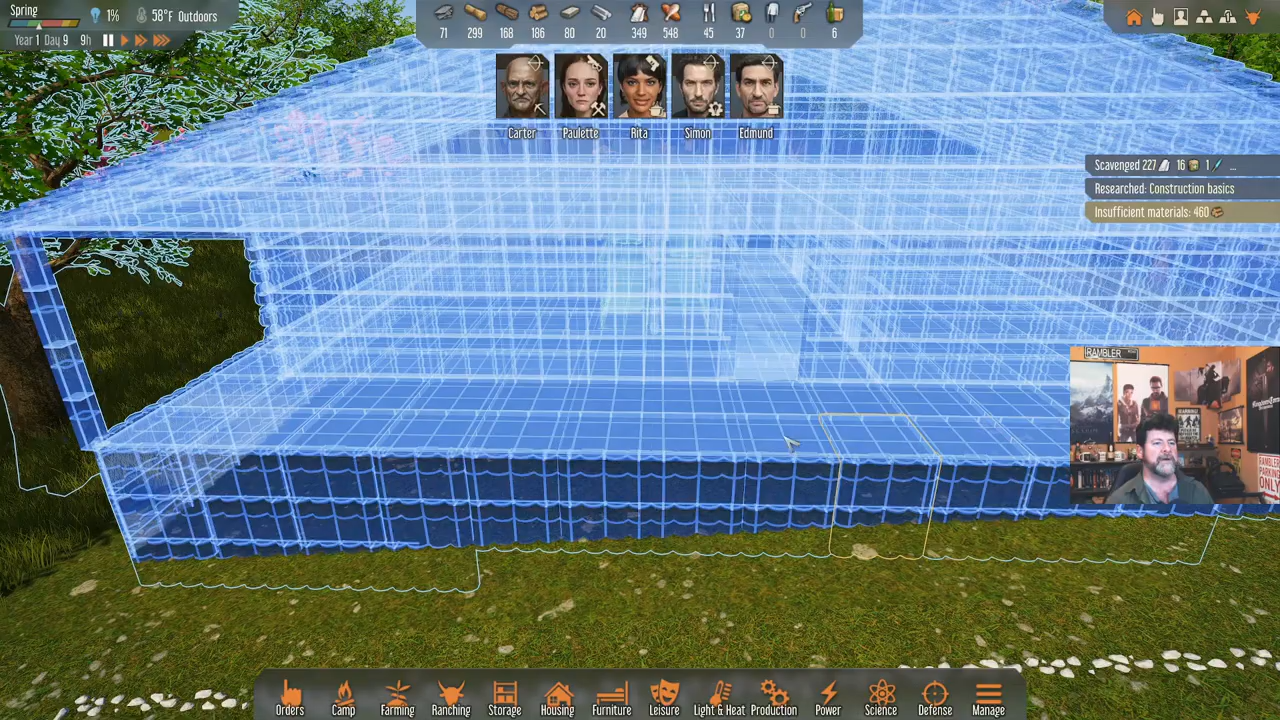 Spring
1%
58°F Outdoors
Year 1 Day 9 9h
71 299 168 186 80 20 349 548 45 37 0 0 6
Carter Paulette Rita Simon Edmund
Scavenged 227 16 1 ...
Researched: Construction basics
Insufficient materials: 460
RAMBLER
PARKING
ONLY
Orders Camp Farming Ranching Storage Housing Furniture Leisure Light & Heat Production Power Science Defense Manage